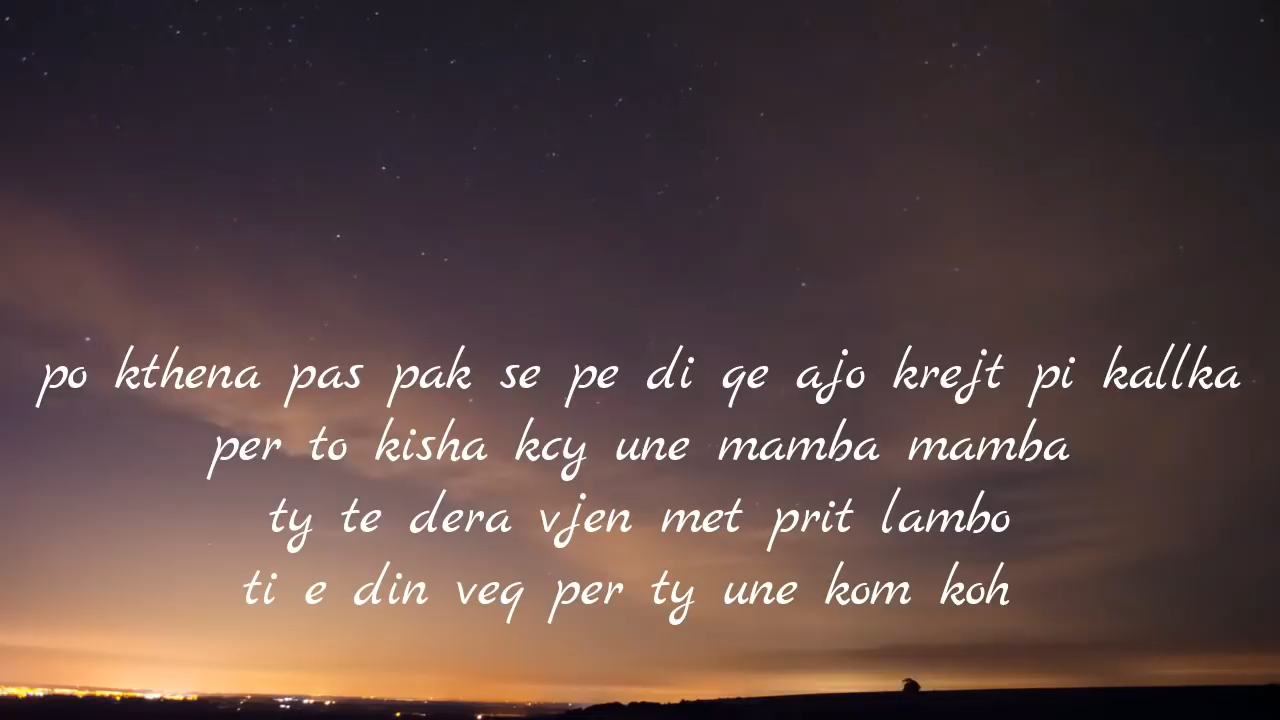 po kthena pas pak se pe di qe ajo krejt pi kallka
per to kisha kcy une mamba mamba
ty te dera vjen met prit lambo
ti e din veq per ty une kom koh